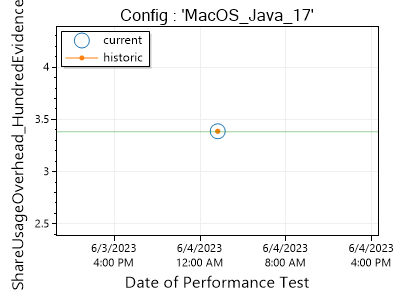 Config : 'MacOS_Java_17'
current
historic
ShareUsageOverhead_HundredEvidence
4
3.5
3
2.5
6/3/2023 6/4/2023 6/4/2023 6/4/2023
4:00 PM 12:00 AM 8:00 AM 4:00 PM
Date of Performance Test